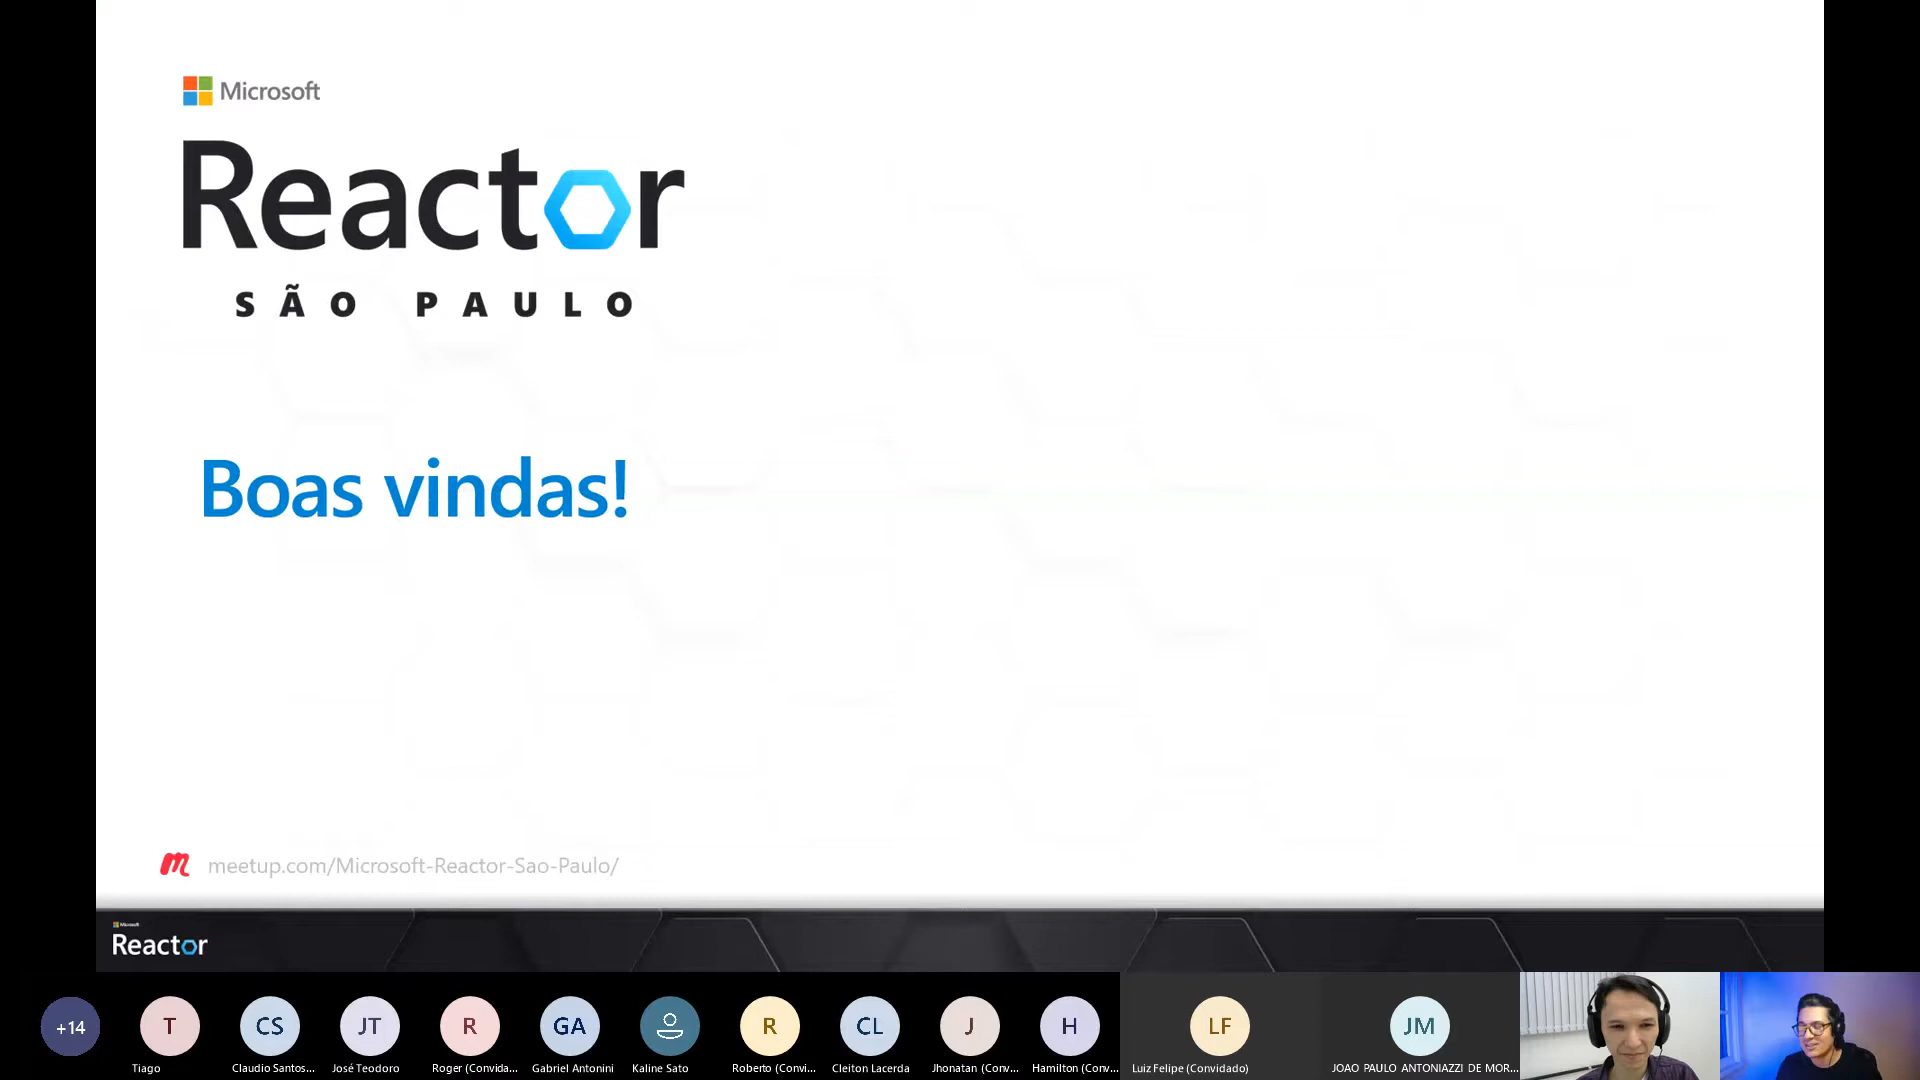 Microsoft
Reactor
SÃO PAULO
Boas vindas!
meetup.com/Microsoft-Reactor-Sao-Paulo/
Microsoft
Reactor
+14
T
CS
JT
R
GA
R
CL
J
H
LF
JM
Tiago
Claudio Santos...
José Teodoro
Roger (Convida...
Gabriel Antonini
Kaline Sato
Roberto (Convi...
Cleiton Lacerda
Jhonatan (Conv...
Hamilton (Conv...
Luiz Felipe (Convidado)
JOAO PAULO ANTONIAZZI DE MOR...